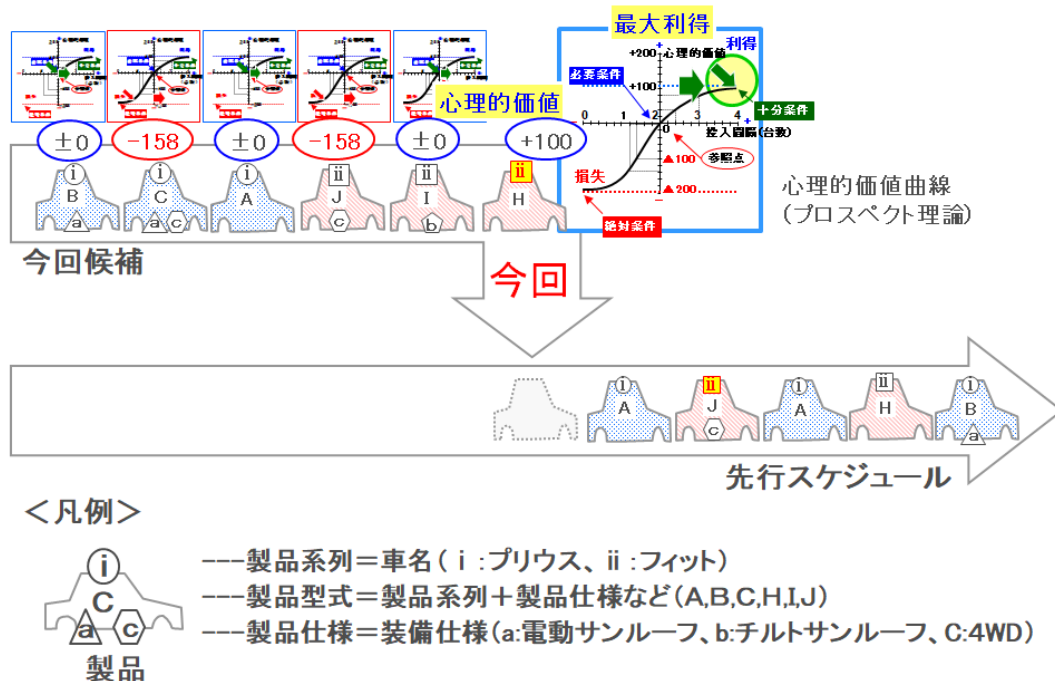 最大利得
+200
心理的価値
利得
必要条件
+100
十分条件
0 1 2 3 4
0
投入間隔(台数)
参照点
▲100
損失
▲200
絶対条件
心理的価値
±0
-158
±0
-158
±0
+100
ⅰ ⅰ ⅰ ⅱ ⅱ ⅱ
B C A J I H
a a c c b
心理的価値曲線
(プロスペクト理論)
今回候補
今回
ⅰ ⅱ ⅰ ⅱ ⅰ
A J A H B
c a
先行スケジュール
<凡例>
ⅰ
C
a c
製品
---製品系列=車名(ⅰ:プリウス、ⅱ:フィット)
---製品型式=製品系列+製品仕様など(A,B,C,H,I,J)
---製品仕様=装備仕様(a:電動サンルーフ、b:チルトサンルーフ、C:4WD)